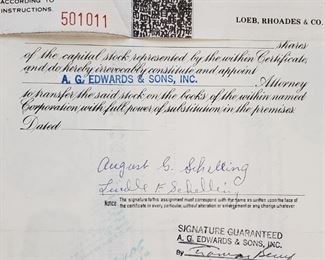 ACCORDING TO
INSTRUCTIONS
501011
LOEB, RHOADES & CO.
shares
of the capital stock represented by the within Certificate,
and do hereby irrevocably constitute and appoint
A. G. EDWARDS & SONS, INC. Attorney
to transfer the said stock on the books of the within named
Corporation, with full power of substitution in the premises.
Dated
August G. Schelling
Lucille F. Schelling
Notice: The signature to this assignment must correspond with the name as written upon the face of
the certificate in every particular, without alteration or enlargement or any change whatever.
SIGNATURE GUARANTEED
A. G. EDWARDS & SONS, INC.
By